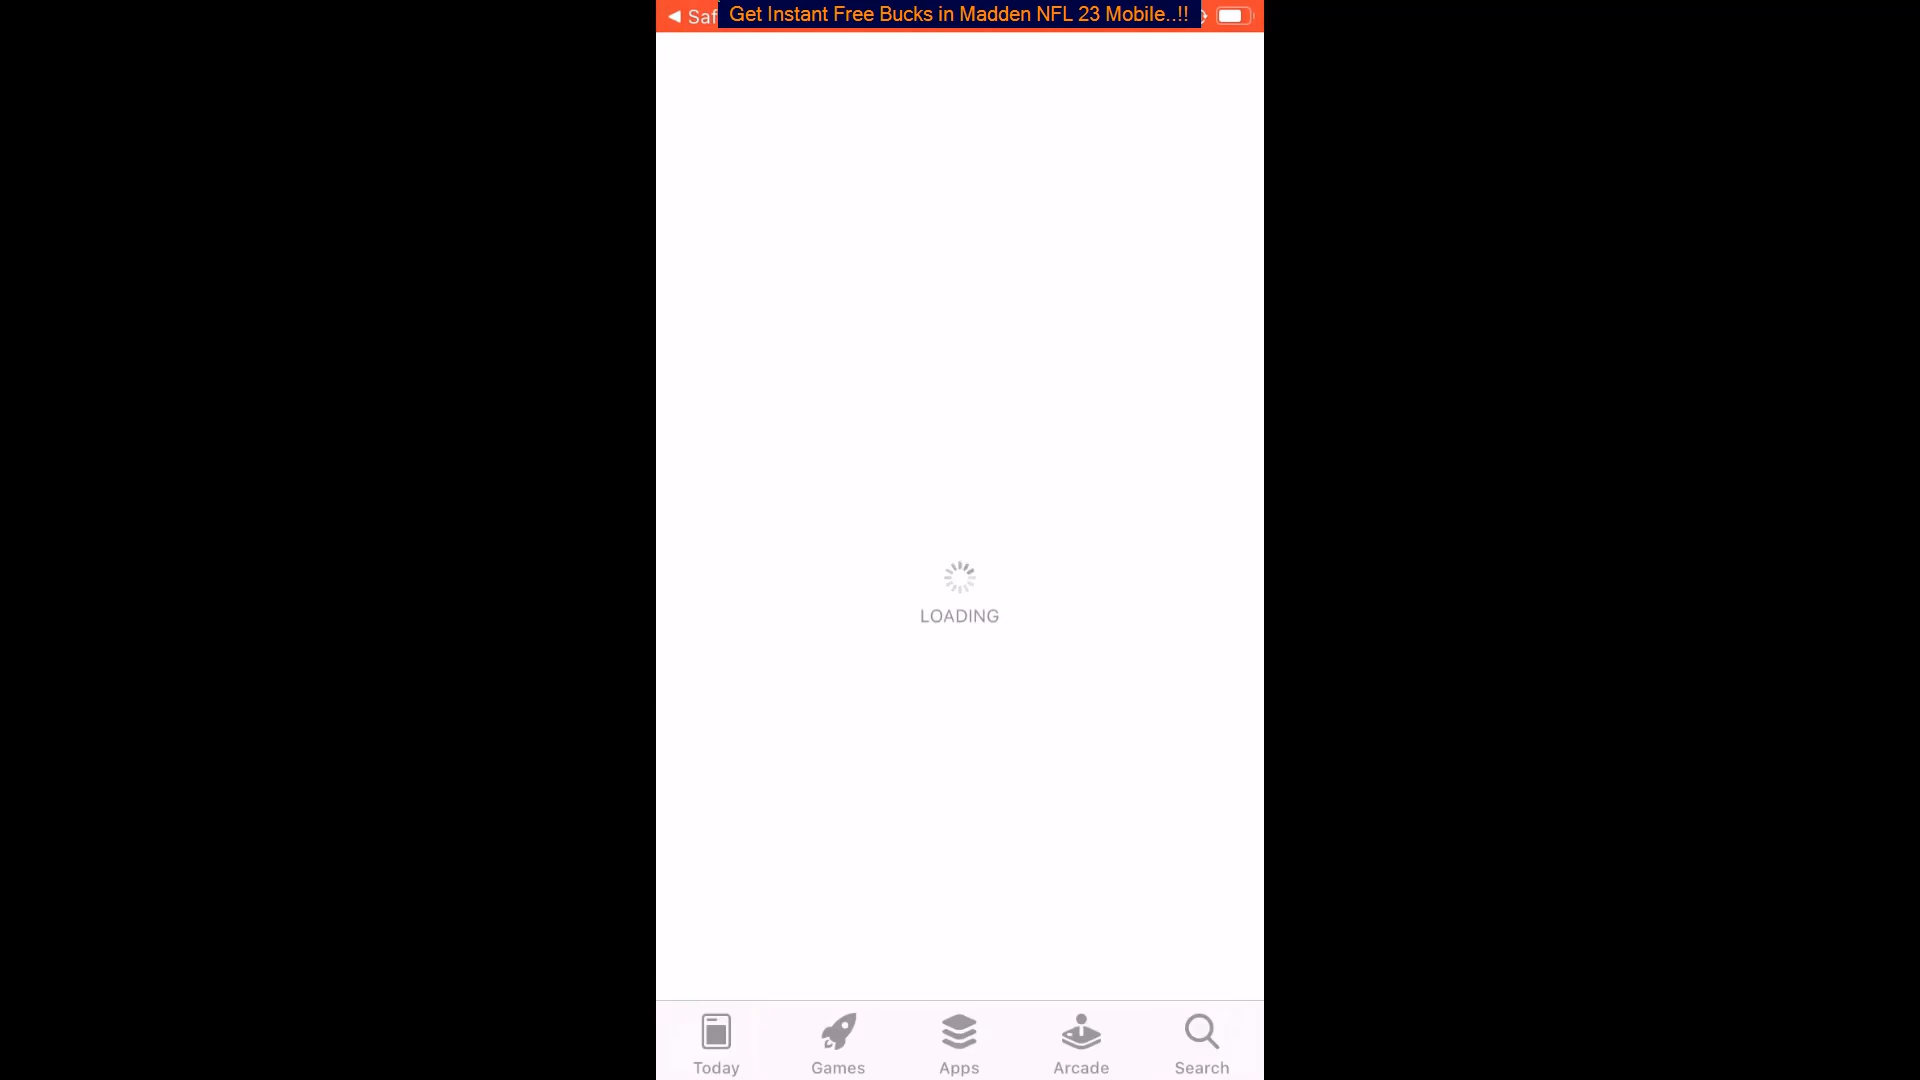 ◀ Saf
Get Instant Free Bucks in Madden NFL 23 Mobile..!!
LOADING
Today
Games
Apps
Arcade
Search